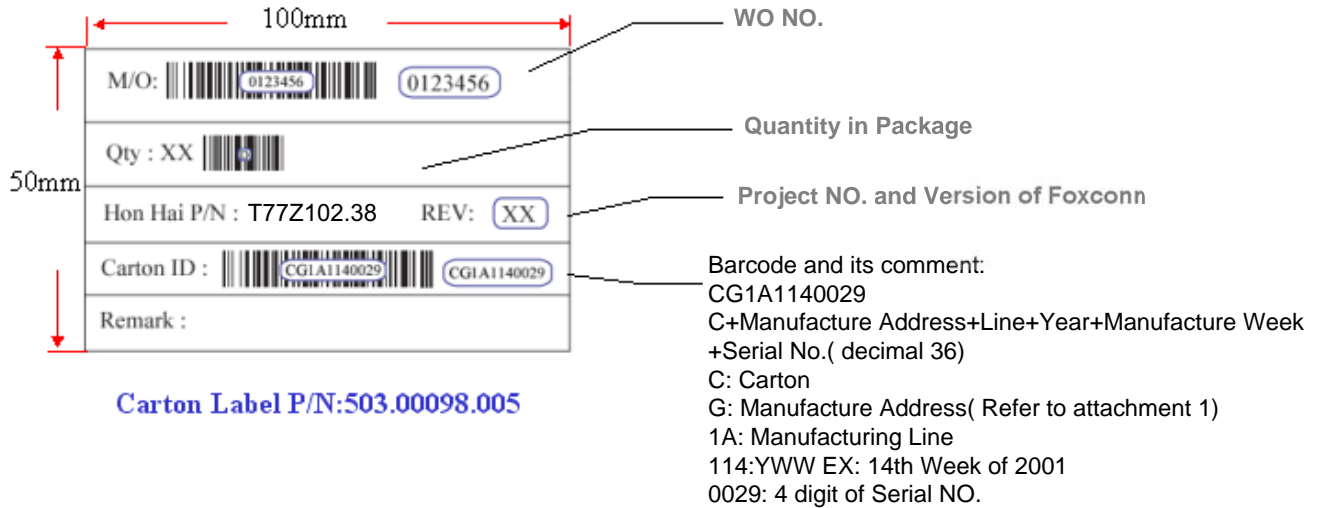 100mm
WO NO.
M/O: 0123456 0123456
Quantity in Package
Qty : XX
50mm
Project NO. and Version of Foxconn
Hon Hai P/N : T77Z102.38 REV: XX
Carton ID : CG1A1140029 CG1A1140029
Barcode and its comment:
CG1A1140029
C+Manufacture Address+Line+Year+Manufacture Week
+Serial No.( decimal 36)
C: Carton
G: Manufacture Address( Refer to attachment 1)
1A: Manufacturing Line
114:YWW EX: 14th Week of 2001
0029: 4 digit of Serial NO.
Remark :
Carton Label P/N:503.00098.005